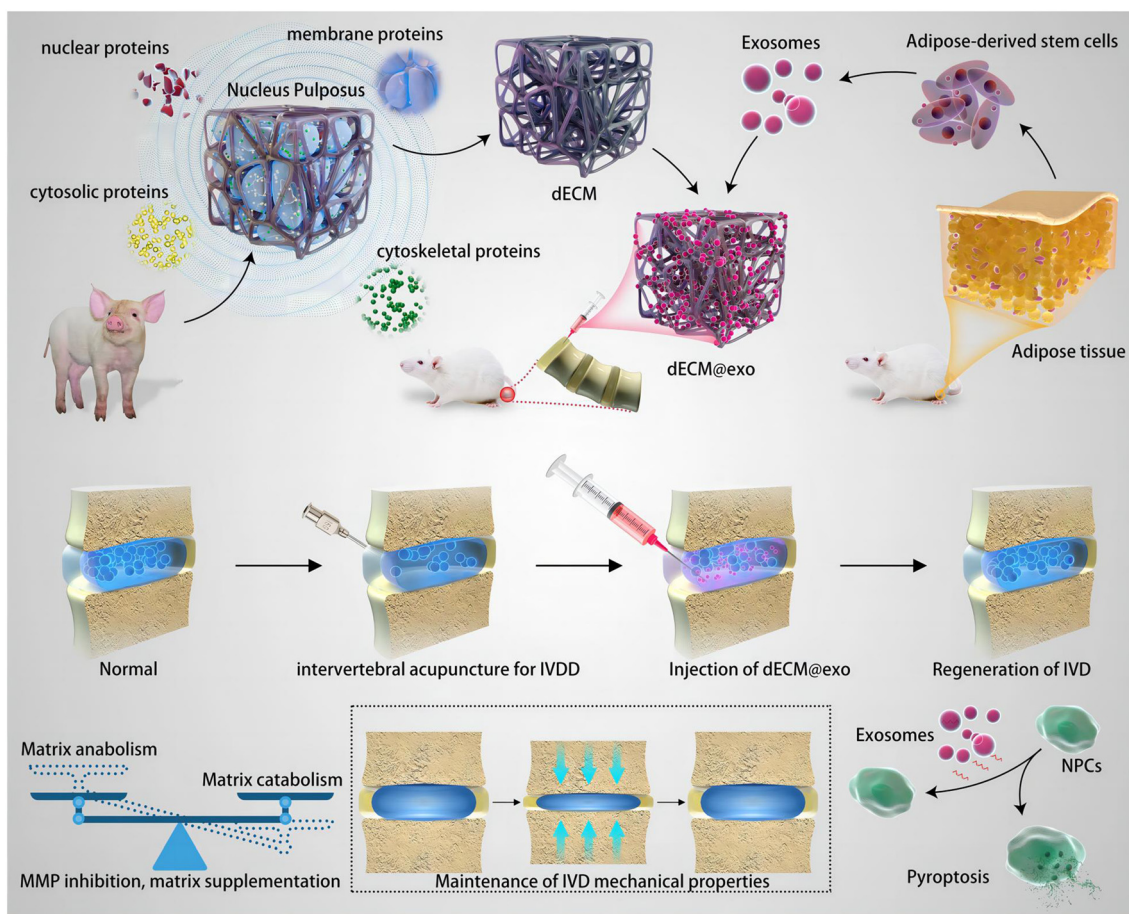 nuclear proteins
membrane proteins
Nucleus Pulposus
cytosolic proteins
cytoskeletal proteins
dECM
Exosomes
Adipose-derived stem cells
dECM@exo
Adipose tissue
Normal
intervertebral acupuncture for IVDD
Injection of dECM@exo
Regeneration of IVD
Matrix anabolism
Matrix catabolism
MMP inhibition, matrix supplementation
Maintenance of IVD mechanical properties
Exosomes
NPCs
Pyroptosis